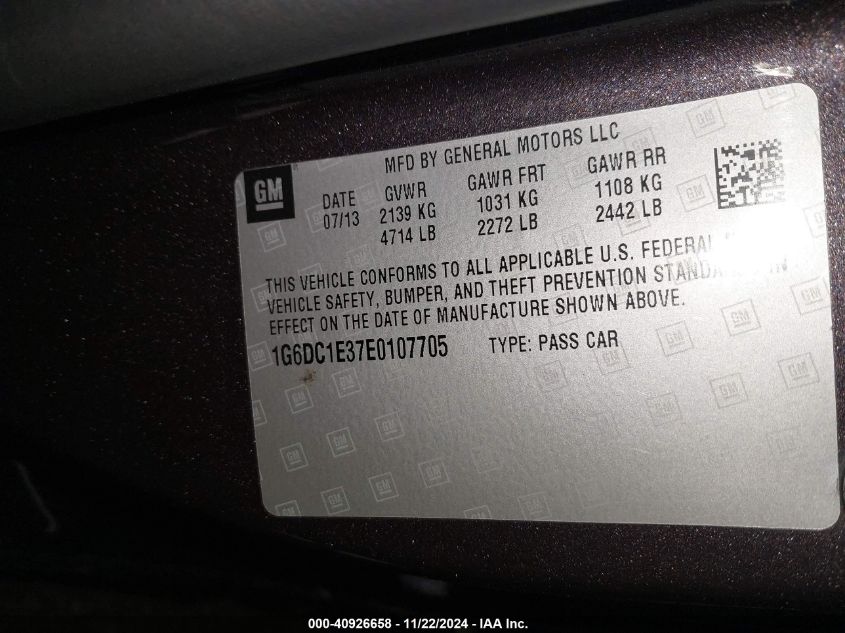 MFD BY GENERAL MOTORS LLC
GM
DATE GVWR GAWR FRT GAWR RR
07/13 2139 KG 1031 KG 1108 KG
4714 LB 2272 LB 2442 LB
THIS VEHICLE CONFORMS TO ALL APPLICABLE U.S. FEDERAL
VEHICLE SAFETY, BUMPER, AND THEFT PREVENTION IN
EFFECT ON THE DATE OF MANUFACTURE SHOWN ABOVE.
1G6DC1E37E0107705 TYPE: PASS CAR
000-40926658 - 11/22/2024 - IAA Inc.